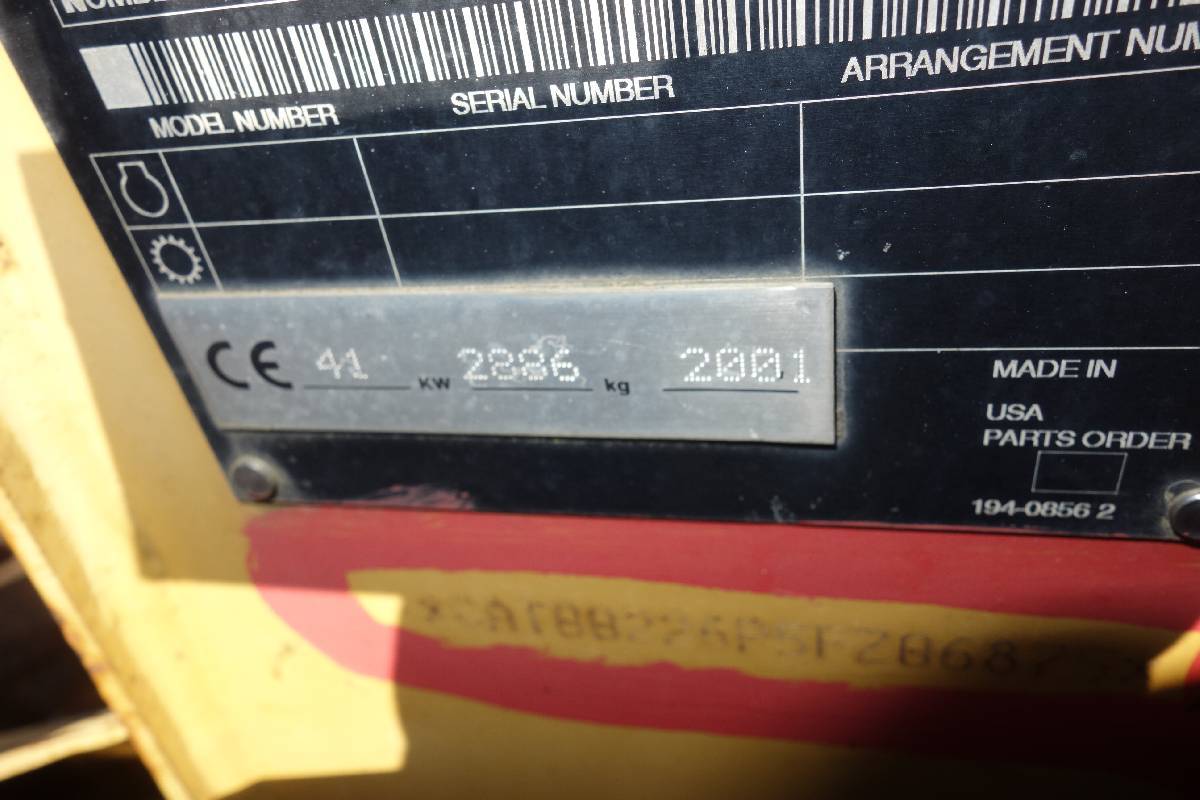 MODEL NUMBER SERIAL NUMBER ARRANGEMENT
CE 41 KW 2886 kg 2001
MADE IN
USA
PARTS ORDER
194-0856 2